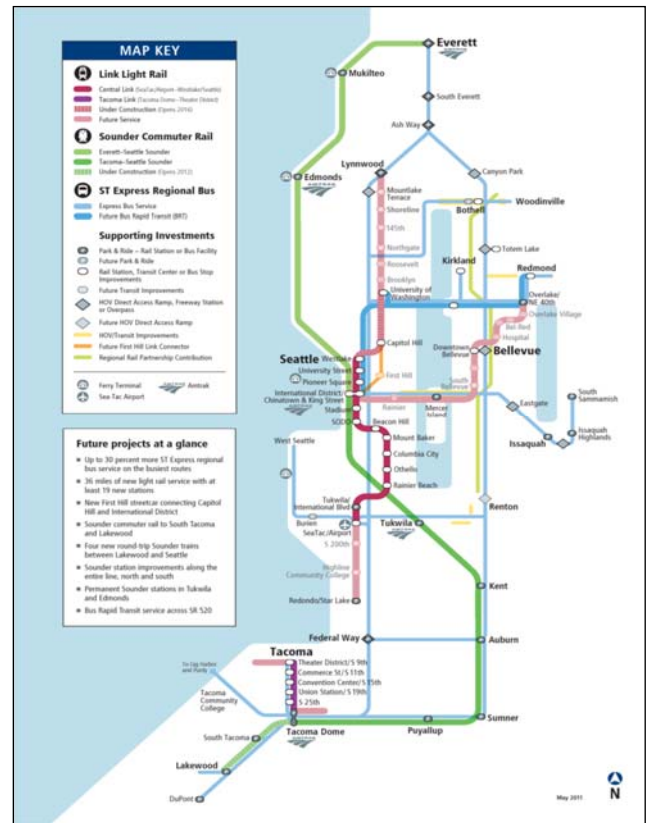 MAP KEY
Link Light Rail
Central Link (SeaTac/Airport–Westlake/Seattle)
Tacoma Link (Tacoma Dome–Theater District)
Under Construction (Opens 2016)
Future Service
Sounder Commuter Rail
Everett–Seattle Sounder
Tacoma–Seattle Sounder
Under Construction (Opens 2012)
ST Express Regional Bus
Express Bus Service
Future Bus Rapid Transit (BRT)
Supporting Investments
Park & Ride – Rail Station or Bus Facility
Future Park & Ride
Rail Station, Transit Center or Bus Stop
Improvements
Future Transit Improvements
HOV Direct Access Ramp, Freeway Station
or Overpass
Future HOV Direct Access Ramp
HOV/Transit Improvements
Future First Hill Link Connector
Regional Rail Partnership Contribution
Ferry Terminal
AMTRAK
Amtrak
Sea-Tac Airport
Future projects at a glance
Up to 30 percent more ST Express regional
bus service on the busiest routes
36 miles of new light rail service with at
least 19 new stations
New First Hill streetcar connecting Capitol
Hill and International District
Sounder commuter rail to South Tacoma
and Lakewood
Four new round-trip Sounder trains
between Lakewood and Seattle
Sounder station improvements along the
entire line, north and south
Permanent Sounder stations in Tukwila
and Edmonds
Bus Rapid Transit service across SR 520
Everett
AMTRAK
Mukilteo
South Everett
Ash Way
Lynnwood
Canyon Park
Edmonds
AMTRAK
Mountlake
Terrace
Shoreline
145th
Northgate
Roosevelt
Brooklyn
University of
Washington
Bothell
Woodinville
Kirkland
Totem Lake
Redmond
Overlake/
NE 40th
Overlake Village
Bel-Red
Hospital
Capitol Hill
Downtown
Bellevue
Bellevue
Seattle
Westlake
University Street
Pioneer Square
International District/
Chinatown & King Street
AMTRAK
First Hill
South
Bellevue
Stadium
SODO
Rainier
Mercer
Island
Eastgate
South
Sammamish
Issaquah
Highlands
Issaquah
Beacon Hill
Mount Baker
Columbia City
Othello
Rainier Beach
West Seattle
Tukwila/
International Blvd
Burien
SeaTac/Airport
Tukwila
AMTRAK
Renton
S 200th
Highline
Community College
Redondo/Star Lake
Kent
Federal Way
Auburn
Tacoma
Theater District/S 9th
Commerce St/S 11th
Convention Center/S 15th
Union Station/S 19th
S 25th
To Gig Harbor
and Purdy
Tacoma
Community
College
Tacoma Dome
AMTRAK
Puyallup
Sumner
South Tacoma
Lakewood
DuPont
May 2011
N